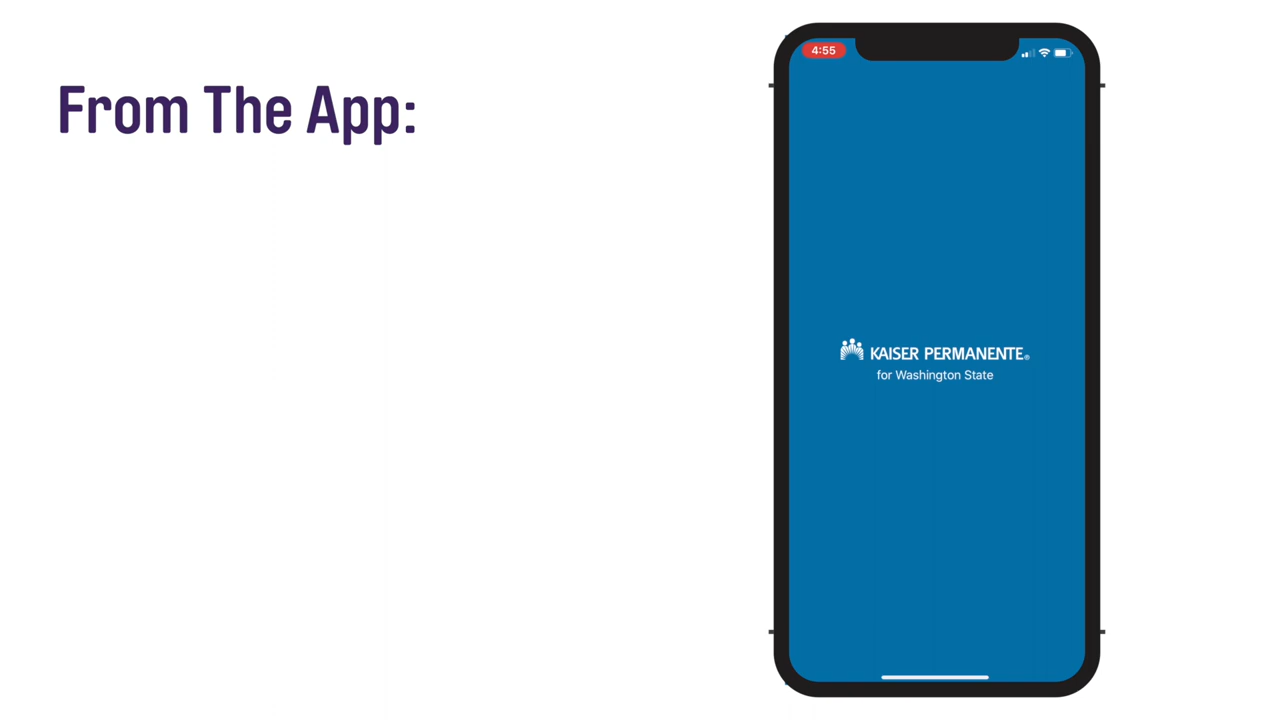 From The App:
4:55
KAISER PERMANENTE®
for Washington State